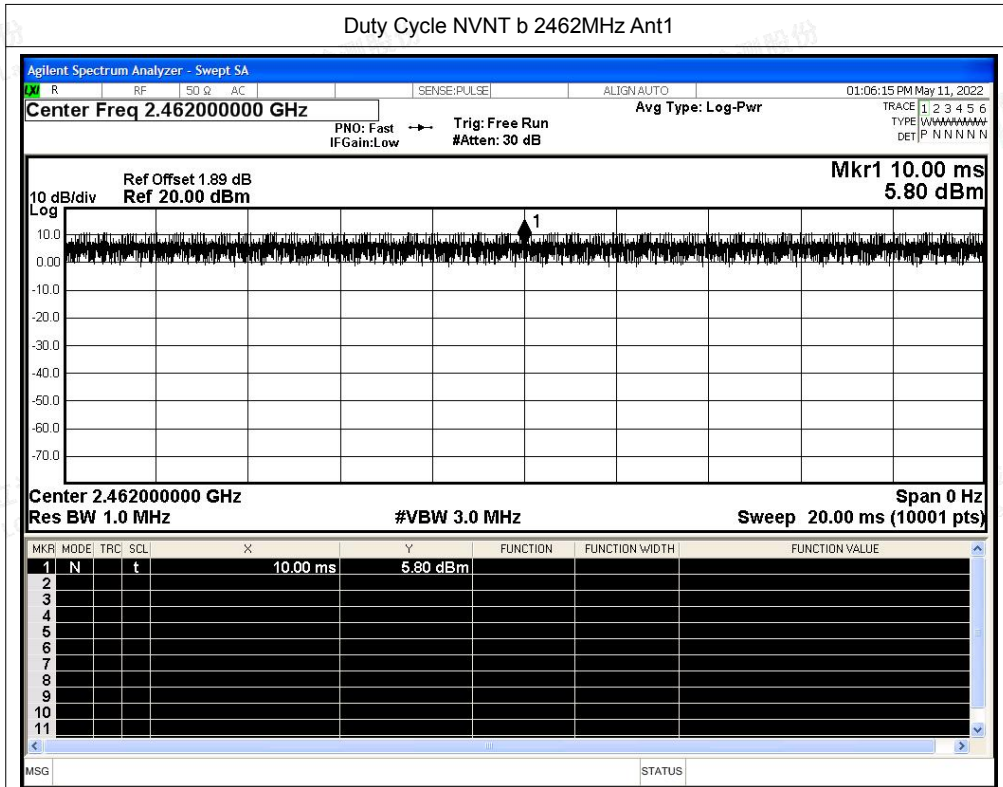 Duty Cycle NVNT b 2462MHz Ant1
Agilent Spectrum Analyzer - Swept SA
LXI R RF 50 Ω AC SENSE:PULSE ALIGN AUTO 01:06:15 PM May 11, 2022
Center Freq 2.462000000 GHz Avg Type: Log-Pwr TRACE 1 2 3 4 5 6
PNO: Fast Trig: Free Run TYPE WWWWWW
IFGain:Low #Atten: 30 dB DET P N N N N N
Mkr1 10.00 ms
Ref Offset 1.89 dB
10 dB/div Ref 20.00 dBm 5.80 dBm
Log
1
10.0
0.00
-10.0
-20.0
-30.0
-40.0
-50.0
-60.0
-70.0
Center 2.462000000 GHz Span 0 Hz
Res BW 1.0 MHz #VBW 3.0 MHz Sweep 20.00 ms (10001 pts)
MKR MODE TRC SCL X Y FUNCTION FUNCTION WIDTH FUNCTION VALUE
1 N t 10.00 ms 5.80 dBm
2
3
4
5
6
7
8
9
10
11
MSG STATUS